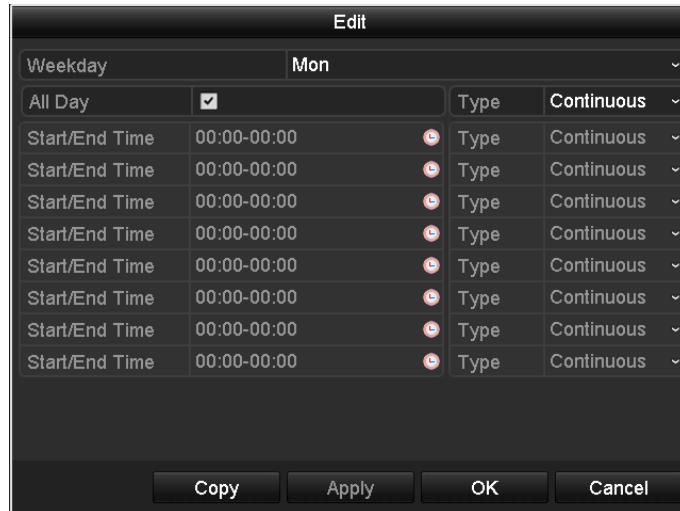 Edit
Weekday Mon
All Day Type Continuous
Start/End Time 00:00-00:00 Type Continuous
Start/End Time 00:00-00:00 Type Continuous
Start/End Time 00:00-00:00 Type Continuous
Start/End Time 00:00-00:00 Type Continuous
Start/End Time 00:00-00:00 Type Continuous
Start/End Time 00:00-00:00 Type Continuous
Start/End Time 00:00-00:00 Type Continuous
Start/End Time 00:00-00:00 Type Continuous
Copy Apply OK Cancel